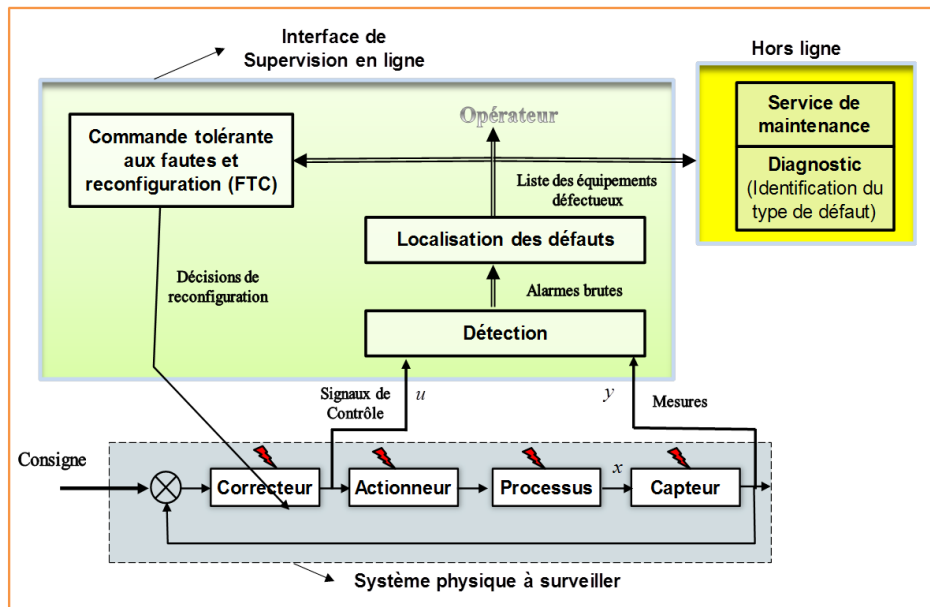 Interface de
Supervision en ligne
Hors ligne
Opérateur
Commande tolérante
aux fautes et
reconfiguration (FTC)
Service de
maintenance
Diagnostic
(Identification du
type de défaut)
Liste des équipements
défectueux
Localisation des défauts
Décisions de
reconfiguration
Alarmes brutes
Détection
Signaux de
Contrôle
u
y
Mesures
Consigne
Correcteur
Actionneur
Processus
x
Capteur
Système physique à surveiller